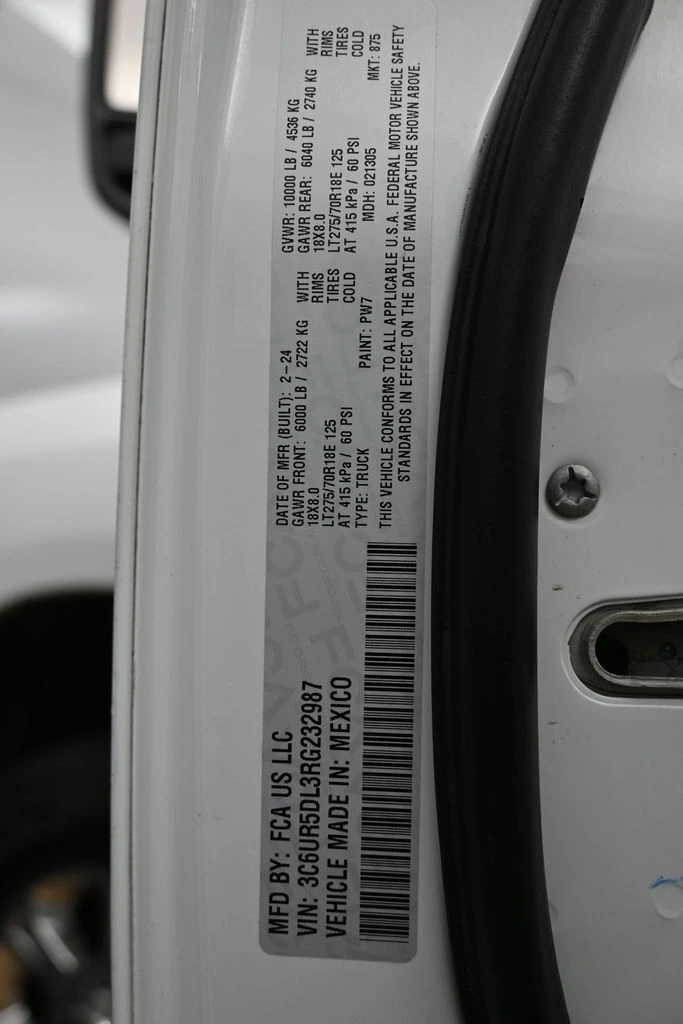 MFD BY: FCA US LLC
VIN: 3C6UR5DL3RG232987
VEHICLE MADE IN: MEXICO
DATE OF MFR (BUILT): 2-24 GVWR: 10000 LB / 4536 KG
GAWR FRONT: 6000 LB / 2722 KG WITH GAWR REAR: 6040 LB / 2740 KG WITH
18X8.0 RIMS 18X8.0 RIMS
LT275/70R18E 125 TIRES LT275/70R18E 125 TIRES
AT 415 kPa / 60 PSI COLD AT 415 kPa / 60 PSI COLD
TYPE: TRUCK PAINT: PW7 MDH: 021305 MKT: 875
THIS VEHICLE CONFORMS TO ALL APPLICABLE U.S.A. FEDERAL MOTOR VEHICLE SAFETY
STANDARDS IN EFFECT ON THE DATE OF MANUFACTURE SHOWN ABOVE.